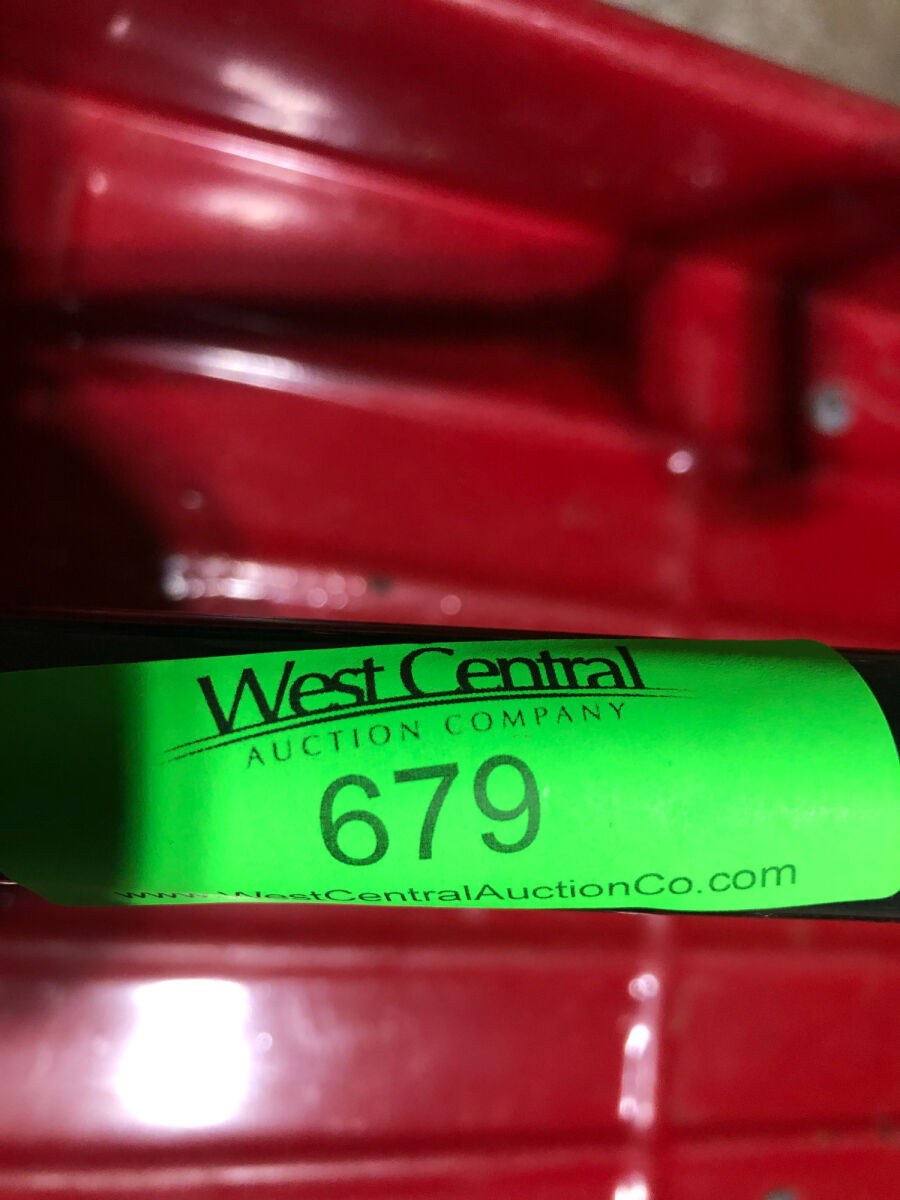 West Central
AUCTION COMPANY
679
www.WestCentralAuctionCo.com